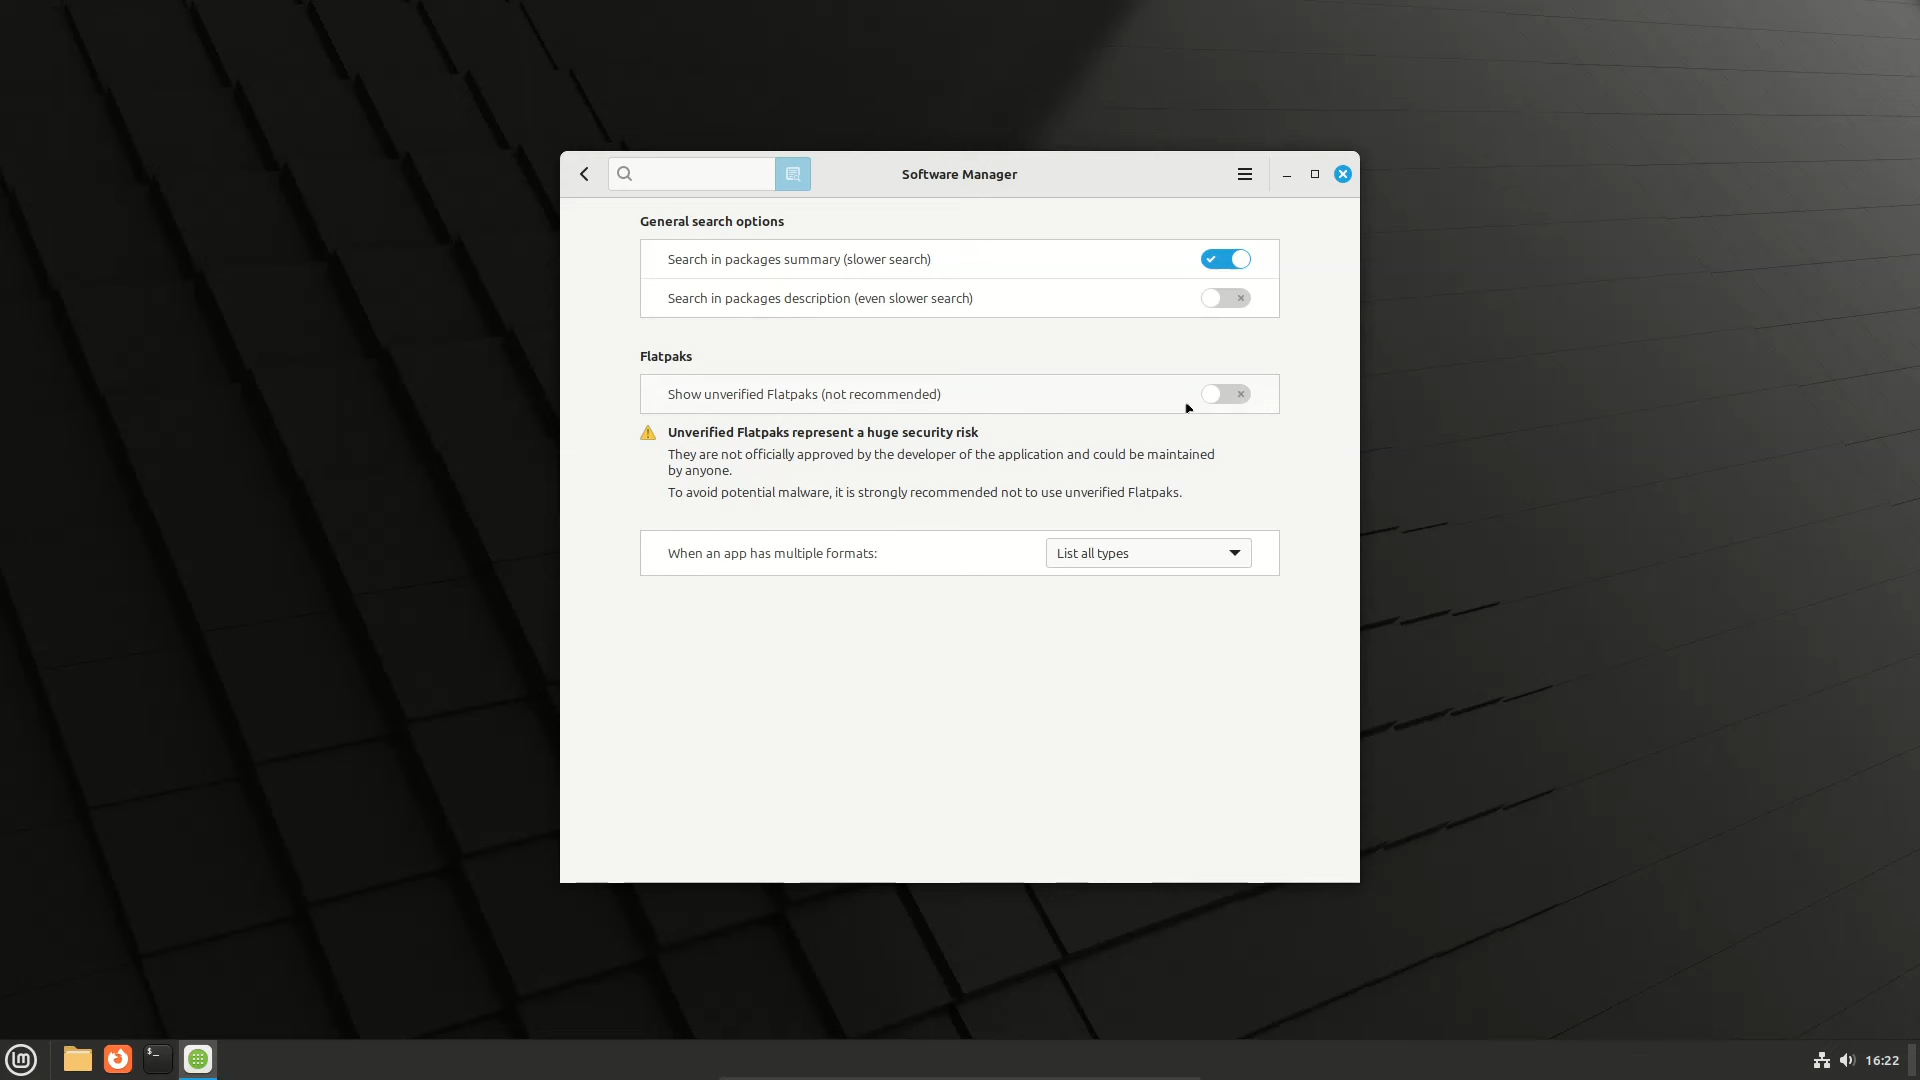 Software Manager
General search options
Search in packages summary (slower search)
Search in packages description (even slower search)
Flatpaks
Show unverified Flatpaks (not recommended)
Unverified Flatpaks represent a huge security risk
They are not officially approved by the developer of the application and could be maintained
by anyone.
To avoid potential malware, it is strongly recommended not to use unverified Flatpaks.
When an app has multiple formats:
List all types
$_
16:22